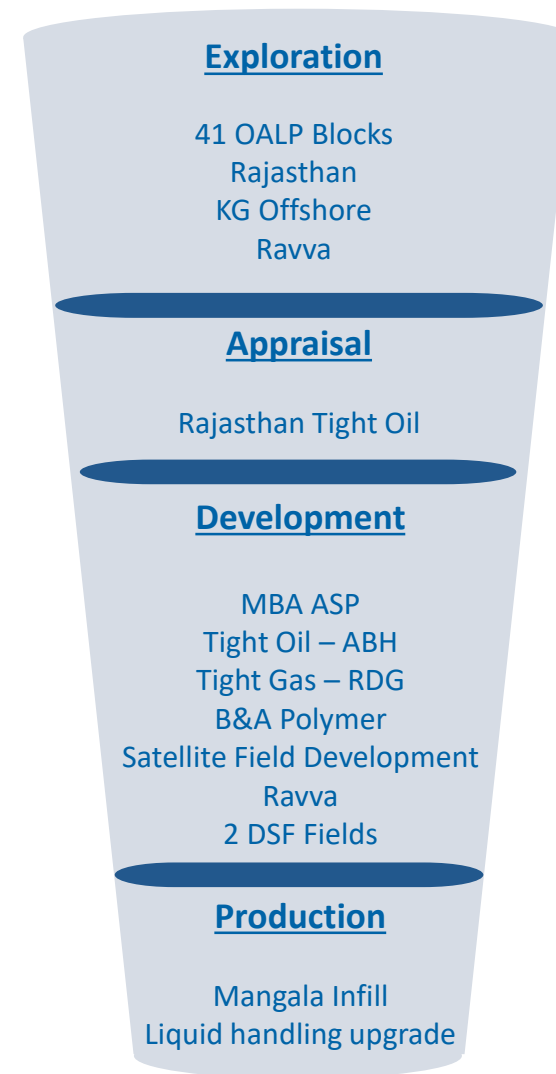 Exploration
41 OALP Blocks
Rajasthan
KG Offshore
Ravva
Appraisal
Rajasthan Tight Oil
Development
MBA ASP
Tight Oil – ABH
Tight Gas – RDG
B&A Polymer
Satellite Field Development
Ravva
2 DSF Fields
Production
Mangala Infill
Liquid handling upgrade